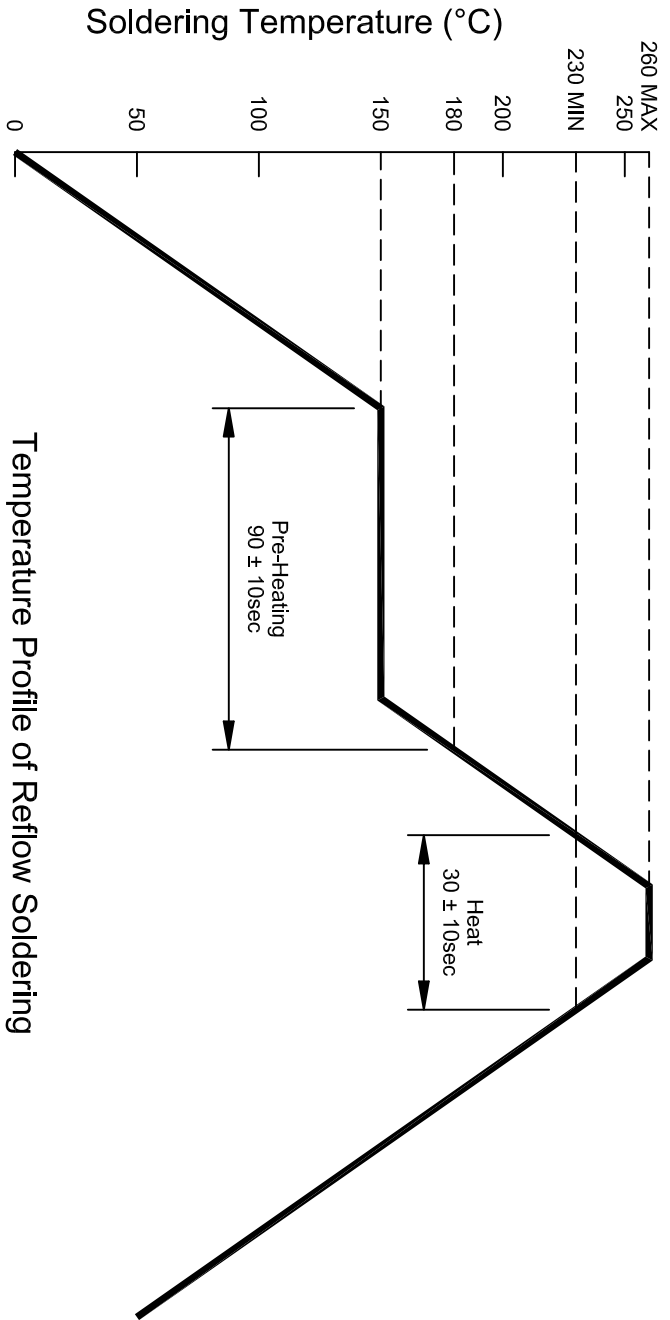 Soldering Temperature (°C)
260 MAX
250
230 MIN
200
180
150
100
50
0
Pre-Heating
90 ± 10sec
Heat
30 ± 10sec
Temperature Profile of Reflow Soldering